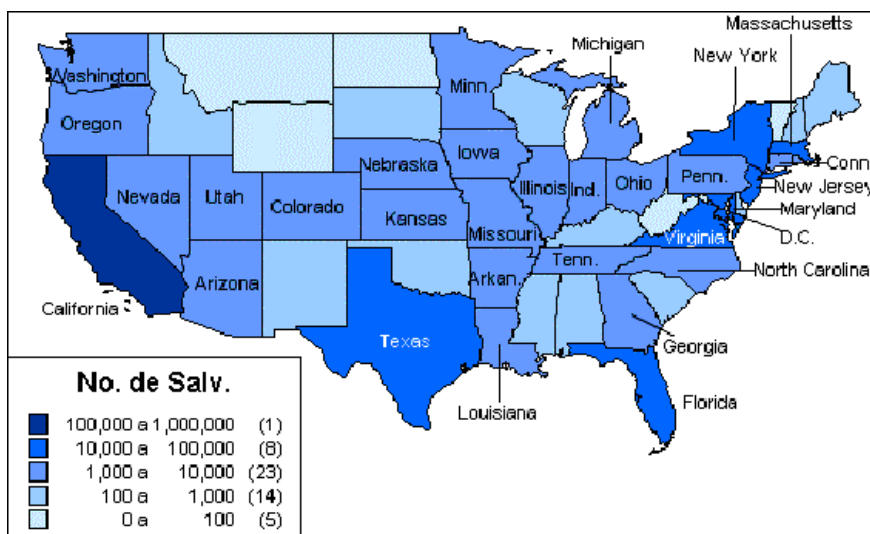 Massachusetts
Michigan
New York
Washington
Minn.
Oregon
Iowa
Nebraska
Penn.
Conn
Nevada
Utah
Illinois
Ind.
Ohio
New Jersey
Colorado
Kansas
Maryland
Missouri
Virginia
D.C.
Tenn.
Arizona
Arkan.
North Carolina
California
Texas
Georgia
Louisiana
Florida
No. de Salv.
100,000 a 1,000,000 (1)
10,000 a 100,000 (8)
1,000 a 10,000 (23)
100 a 1,000 (14)
0 a 100 (5)